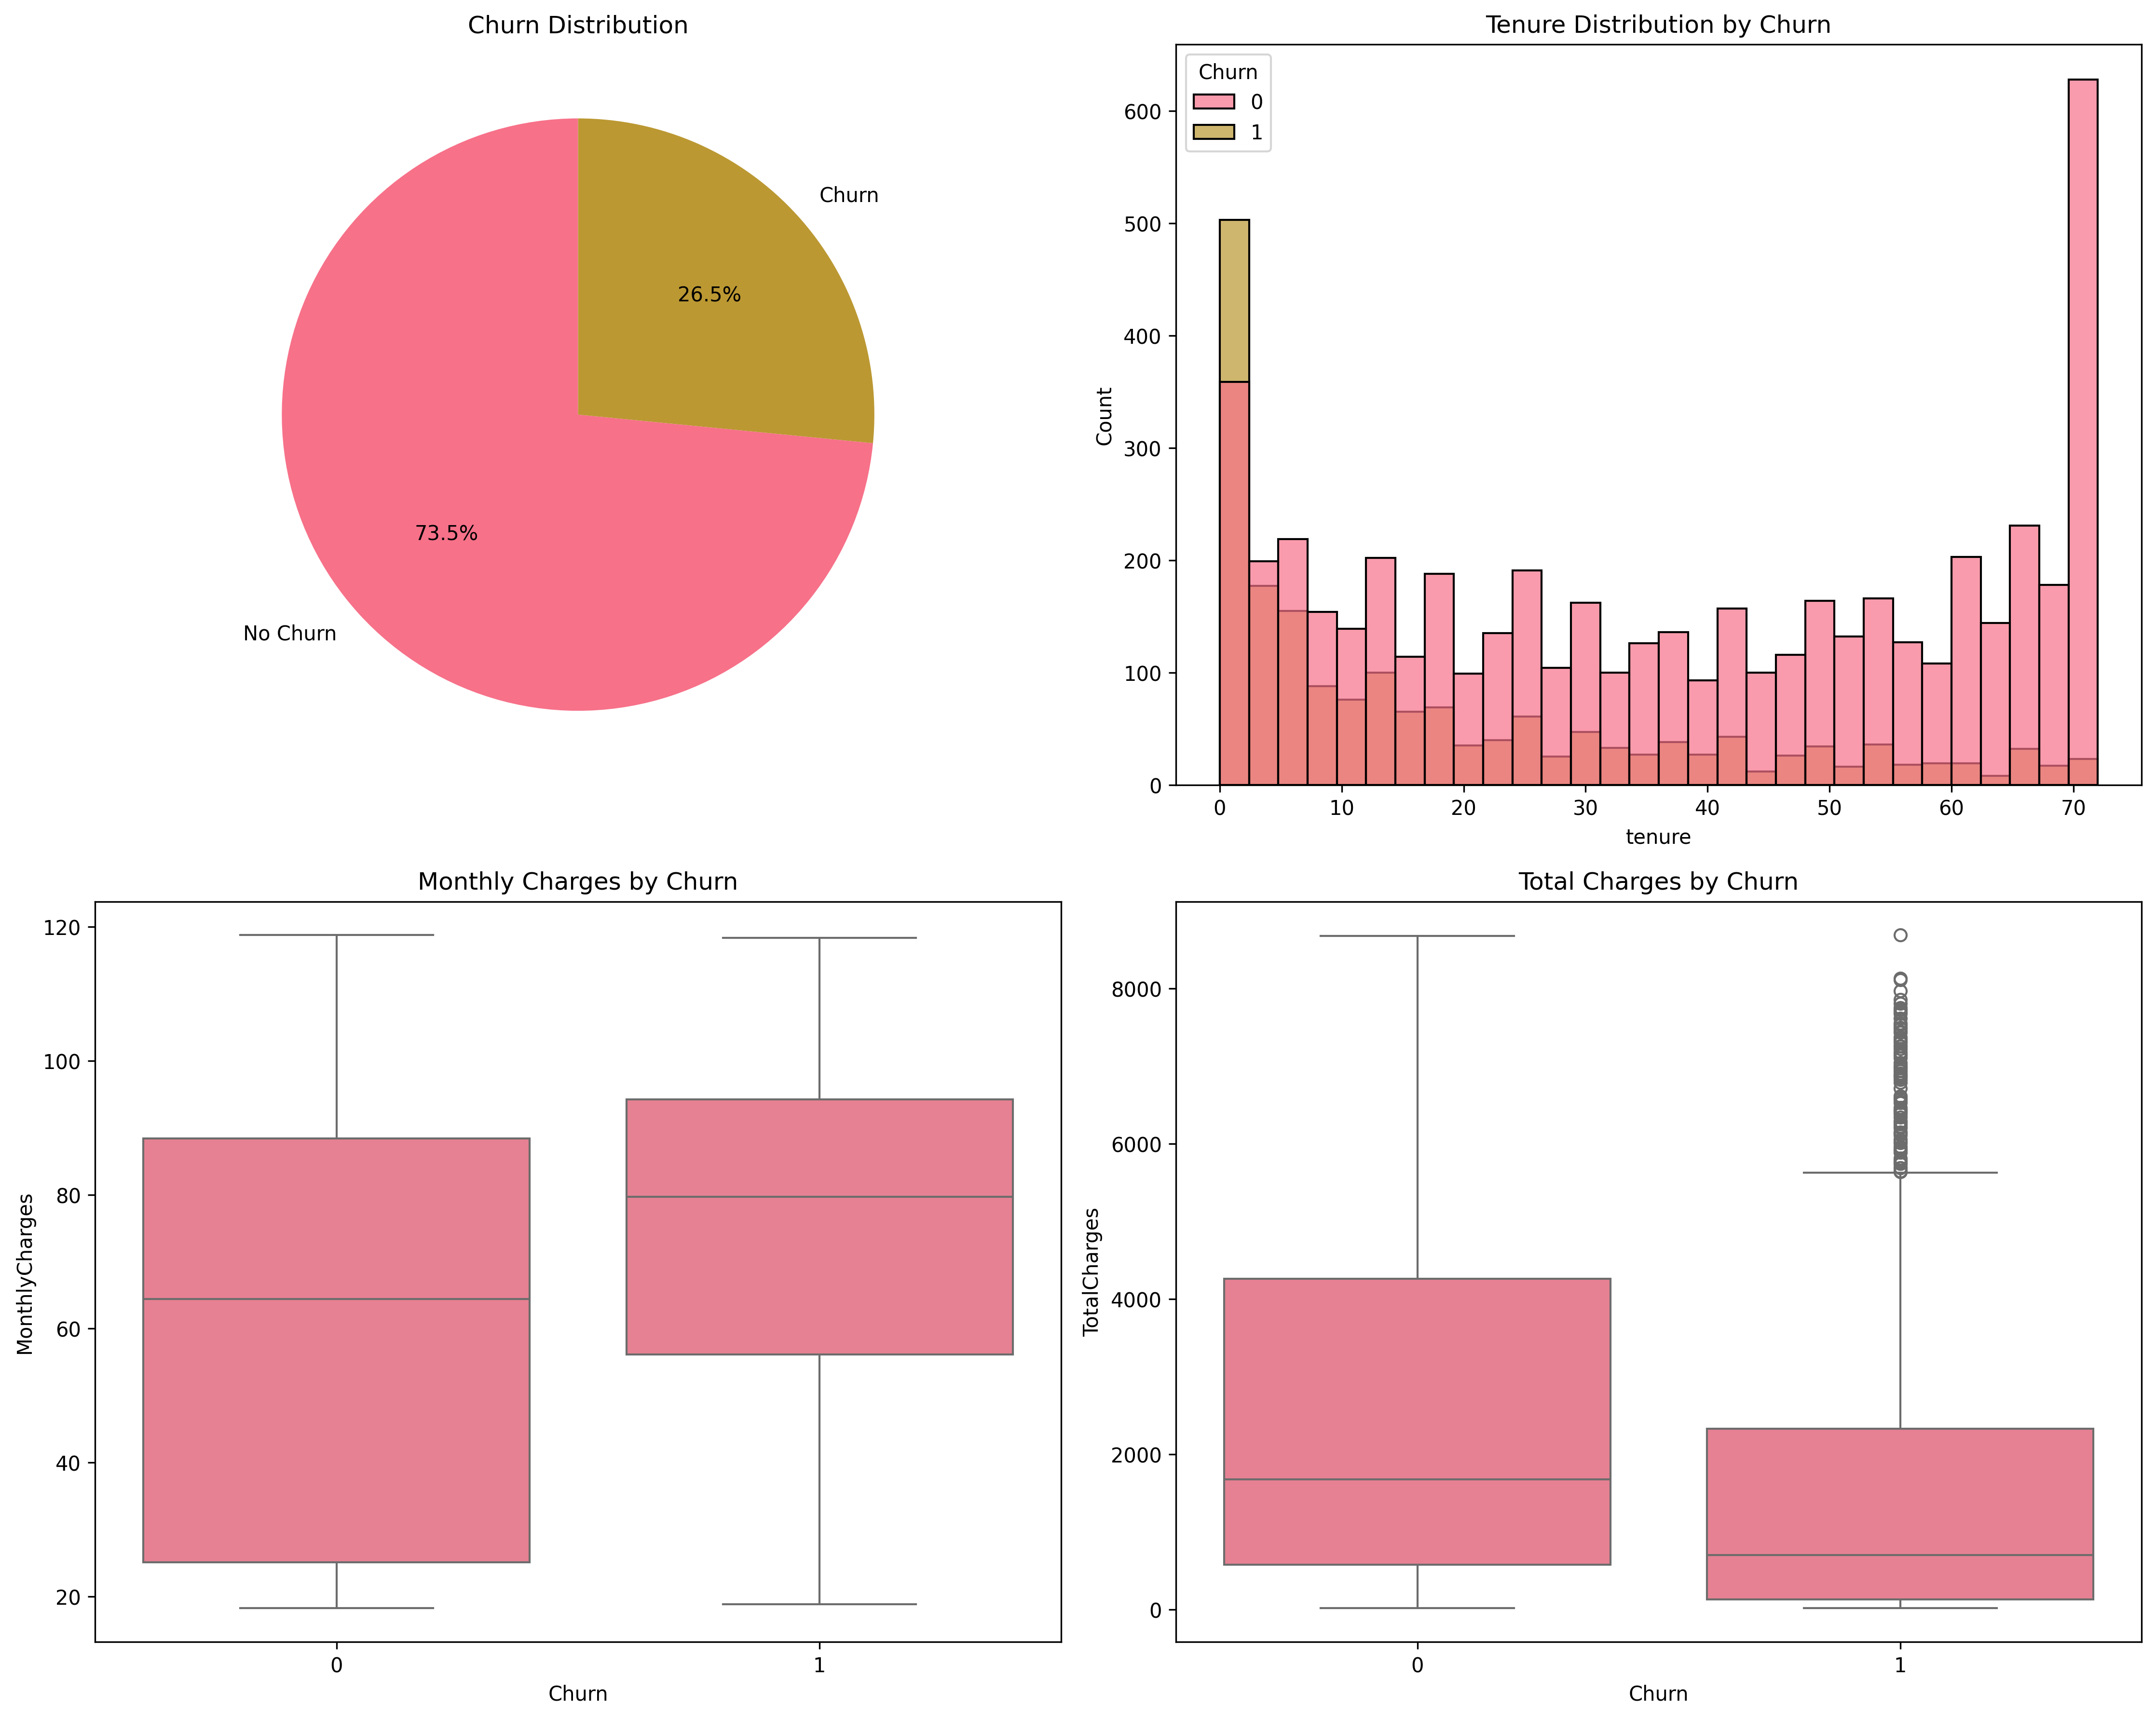 Churn Distribution
Churn
26.5%
73.5%
No Churn
Tenure Distribution by Churn
Churn
0
1
600
500
400
300
200
100
0
Count
0 10 20 30 40 50 60 70
tenure
Monthly Charges by Churn
120
100
80
60
40
20
MonthlyCharges
0 1
Churn
Total Charges by Churn
8000
6000
4000
2000
0
TotalCharges
0 1
Churn